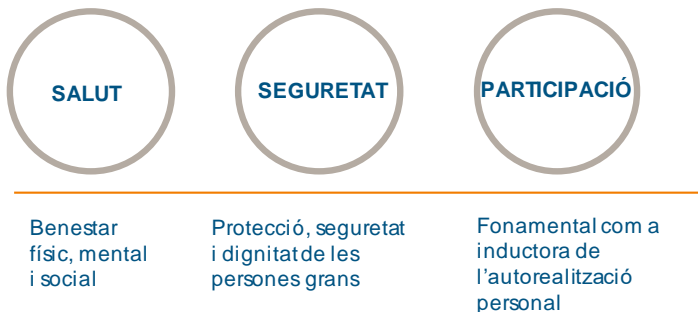 SALUT
SEGURETAT
PARTICIPACIÓ
Benestar
físic, mental
i social
Protecció, seguretat
i dignitat de les
persones grans
Fonamental com a
inductora de
l'autorealització
personal